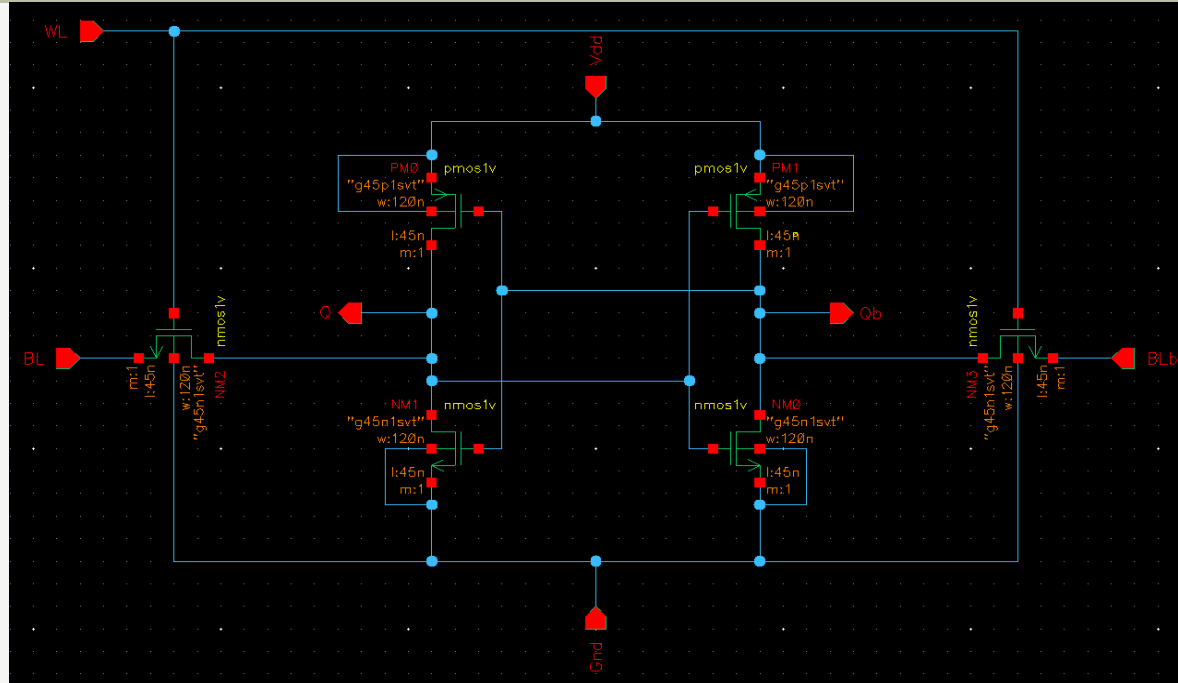 WL
Vdd
PM0
pmos1v
"g45p1svt"
w:120n
l:45n
m:1
pmos1v
PM1
"g45p1svt"
w:120n
l:45n
m:1
Q
Qb
BL
m:1
l:45n
w:120n
"g45n1svt"
NM2
nmos1v
NM1
nmos1v
"g45n1svt"
w:120n
l:45n
m:1
nmos1v
NM0
"g45n1svt"
w:120n
l:45n
m:1
nmos1v
NM3
"g45n1svt"
w:120n
l:45n
m:1
BLb
Gnd